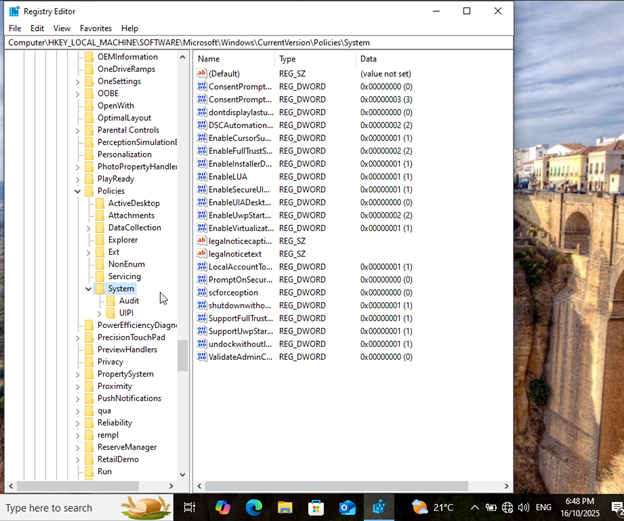 Registry Editor
File Edit View Favorites Help
Computer\HKEY_LOCAL_MACHINE\SOFTWARE\Microsoft\Windows\CurrentVersion\Policies\System
OEMInformation
OneDriveRamps
OneSettings
OOBE
OpenWith
OptimalLayout
Parental Controls
PerceptionSimulationE
Personalization
PhotoPropertyHandler
PlayReady
Policies
ActiveDesktop
Attachments
DataCollection
Explorer
Ext
NonEnum
Servicing
System
Audit
UIPI
PowerEfficiencyDiagno
PrecisionTouchPad
PreviewHandlers
Privacy
PropertySystem
Proximity
PushNotifications
qua
Reliability
rempl
ReserveManager
RetailDemo
Run
Name Type Data
(Default) REG_SZ (value not set)
ConsentPrompt... REG_DWORD 0x00000000 (0)
ConsentPrompt... REG_DWORD 0x00000003 (3)
dontdisplaylastu... REG_DWORD 0x00000000 (0)
DSCAutomation... REG_DWORD 0x00000002 (2)
EnableCursorSu... REG_DWORD 0x00000001 (1)
EnableFullTrustS... REG_DWORD 0x00000002 (2)
EnableInstallerD... REG_DWORD 0x00000001 (1)
EnableLUA REG_DWORD 0x00000001 (1)
EnableSecureUI... REG_DWORD 0x00000001 (1)
EnableUIADeskt... REG_DWORD 0x00000000 (0)
EnableUwpStart... REG_DWORD 0x00000002 (2)
EnableVirtualizat... REG_DWORD 0x00000001 (1)
legalnoticecapti... REG_SZ
legalnoticetext REG_SZ
LocalAccountTo... REG_DWORD 0x00000001 (1)
PromptOnSecur... REG_DWORD 0x00000000 (0)
scforceoption REG_DWORD 0x00000000 (0)
shutdownwitho... REG_DWORD 0x00000001 (1)
SupportFullTrust... REG_DWORD 0x00000001 (1)
SupportUwpStar... REG_DWORD 0x00000001 (1)
undockwithoutl... REG_DWORD 0x00000001 (1)
ValidateAdminC... REG_DWORD 0x00000000 (0)
Type here to search
21°C
ENG
6:48 PM
16/10/2025
2